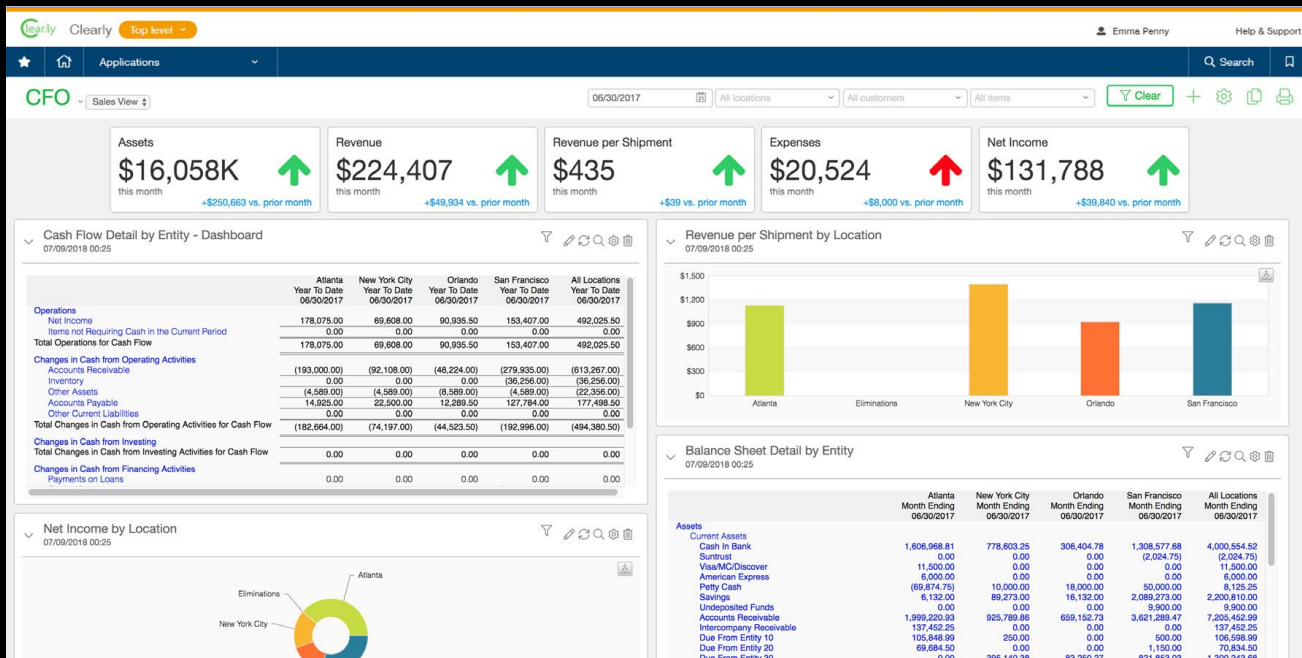 Clear.ly Clearly Top level Emma Penny Help & Support
Applications Search
CFO Sales View 06/30/2017 All locations All customers All items Clear
Assets
$16,058K
this month
+$250,663 vs. prior month
Revenue
$224,407
this month
+$49,934 vs. prior month
Revenue per Shipment
$435
this month
+$39 vs. prior month
Expenses
$20,524
this month
+$8,000 vs. prior month
Net Income
$131,788
this month
+$39,840 vs. prior month
Cash Flow Detail by Entity - Dashboard
07/09/2018 00:25
Atlanta New York City Orlando San Francisco All Locations
Year To Date Year To Date Year To Date Year To Date Year To Date
06/30/2017 06/30/2017 06/30/2017 06/30/2017 06/30/2017
Operations
Net Income 178,075.00 69,608.00 90,935.50 153,407.00 492,025.50
Items not Requiring Cash in the Current Period 0.00 0.00 0.00 0.00 0.00
Total Operations for Cash Flow 178,075.00 69,608.00 90,935.50 153,407.00 492,025.50
Changes in Cash from Operating Activities
Accounts Receivable (193,000.00) (92,108.00) (48,224.00) (279,935.00) (613,267.00)
Inventory 0.00 0.00 0.00 (36,256.00) (36,256.00)
Other Assets (4,589.00) (4,589.00) (8,589.00) (4,589.00) (22,356.00)
Accounts Payable 14,925.00 22,500.00 12,289.50 127,784.00 177,498.50
Other Current Liabilities 0.00 0.00 0.00 0.00 0.00
Total Changes in Cash from Operating Activities for Cash Flow (182,664.00) (74,197.00) (44,523.50) (192,996.00) (494,380.50)
Changes in Cash from Investing
Total Changes in Cash from Investing Activities for Cash Flow 0.00 0.00 0.00 0.00 0.00
Changes in Cash from Financing Activities
Payments on Loans 0.00 0.00 0.00 0.00 0.00
Revenue per Shipment by Location
07/09/2018 00:25
$1,500
$1,200
$900
$600
$300
$0
Atlanta Eliminations New York City Orlando San Francisco
Net Income by Location
07/09/2018 00:25
Atlanta
Eliminations
New York City
Balance Sheet Detail by Entity
07/09/2018 00:25
Atlanta New York City Orlando San Francisco All Locations
Month Ending Month Ending Month Ending Month Ending Month Ending
06/30/2017 06/30/2017 06/30/2017 06/30/2017 06/30/2017
Assets
Current Assets
Cash In Bank 1,606,968.81 778,603.25 306,404.78 1,308,577.68 4,000,554.52
Suntrust 0.00 0.00 0.00 (2,024.75) (2,024.75)
Visa/MC/Discover 11,500.00 0.00 0.00 0.00 11,500.00
American Express 6,000.00 0.00 0.00 0.00 6,000.00
Petty Cash (69,874.75) 10,000.00 18,000.00 50,000.00 8,125.25
Savings 6,132.00 89,273.00 16,132.00 2,089,273.00 2,200,810.00
Undeposited Funds 0.00 0.00 0.00 9,900.00 9,900.00
Accounts Receivable 1,999,220.93 925,789.86 659,152.73 3,621,289.47 7,205,452.99
Intercompany Receivable 137,452.25 0.00 0.00 0.00 137,452.25
Due From Entity 10 105,848.99 250.00 0.00 500.00 106,598.99
Due From Entity 20 69,684.50 0.00 0.00 1,150.00 70,834.50
Due From Entity 30 0.00 395,140.38 83,250.27 821,853.03 1,300,243.68